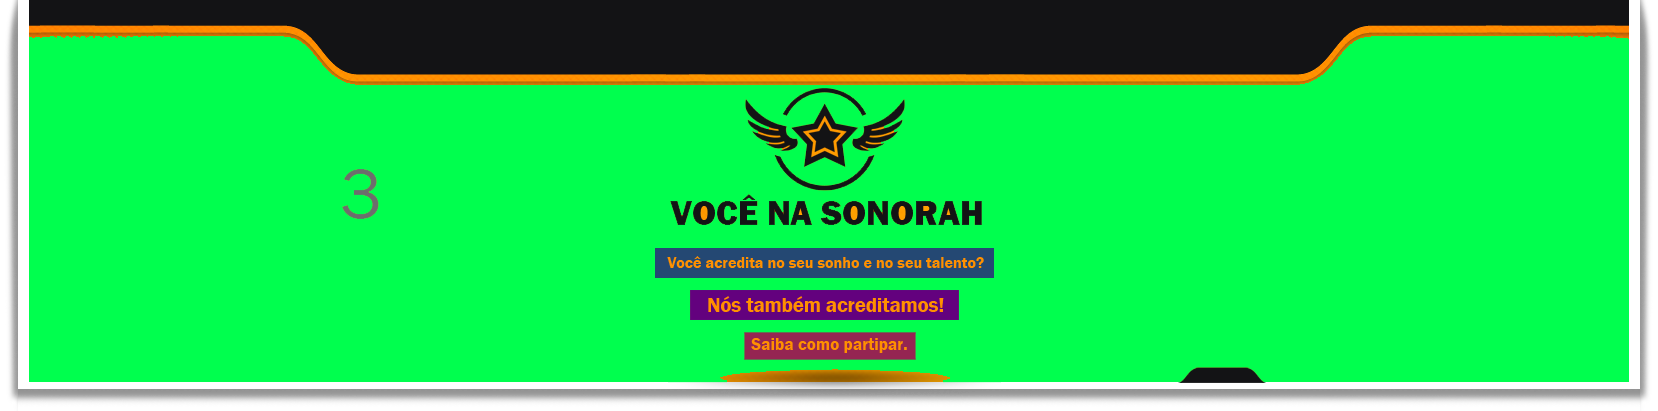 3
VOCÊ NA SONORAH
Você acredita no seu sonho e no seu talento?
Nós também acreditamos!
Saiba como partipar.